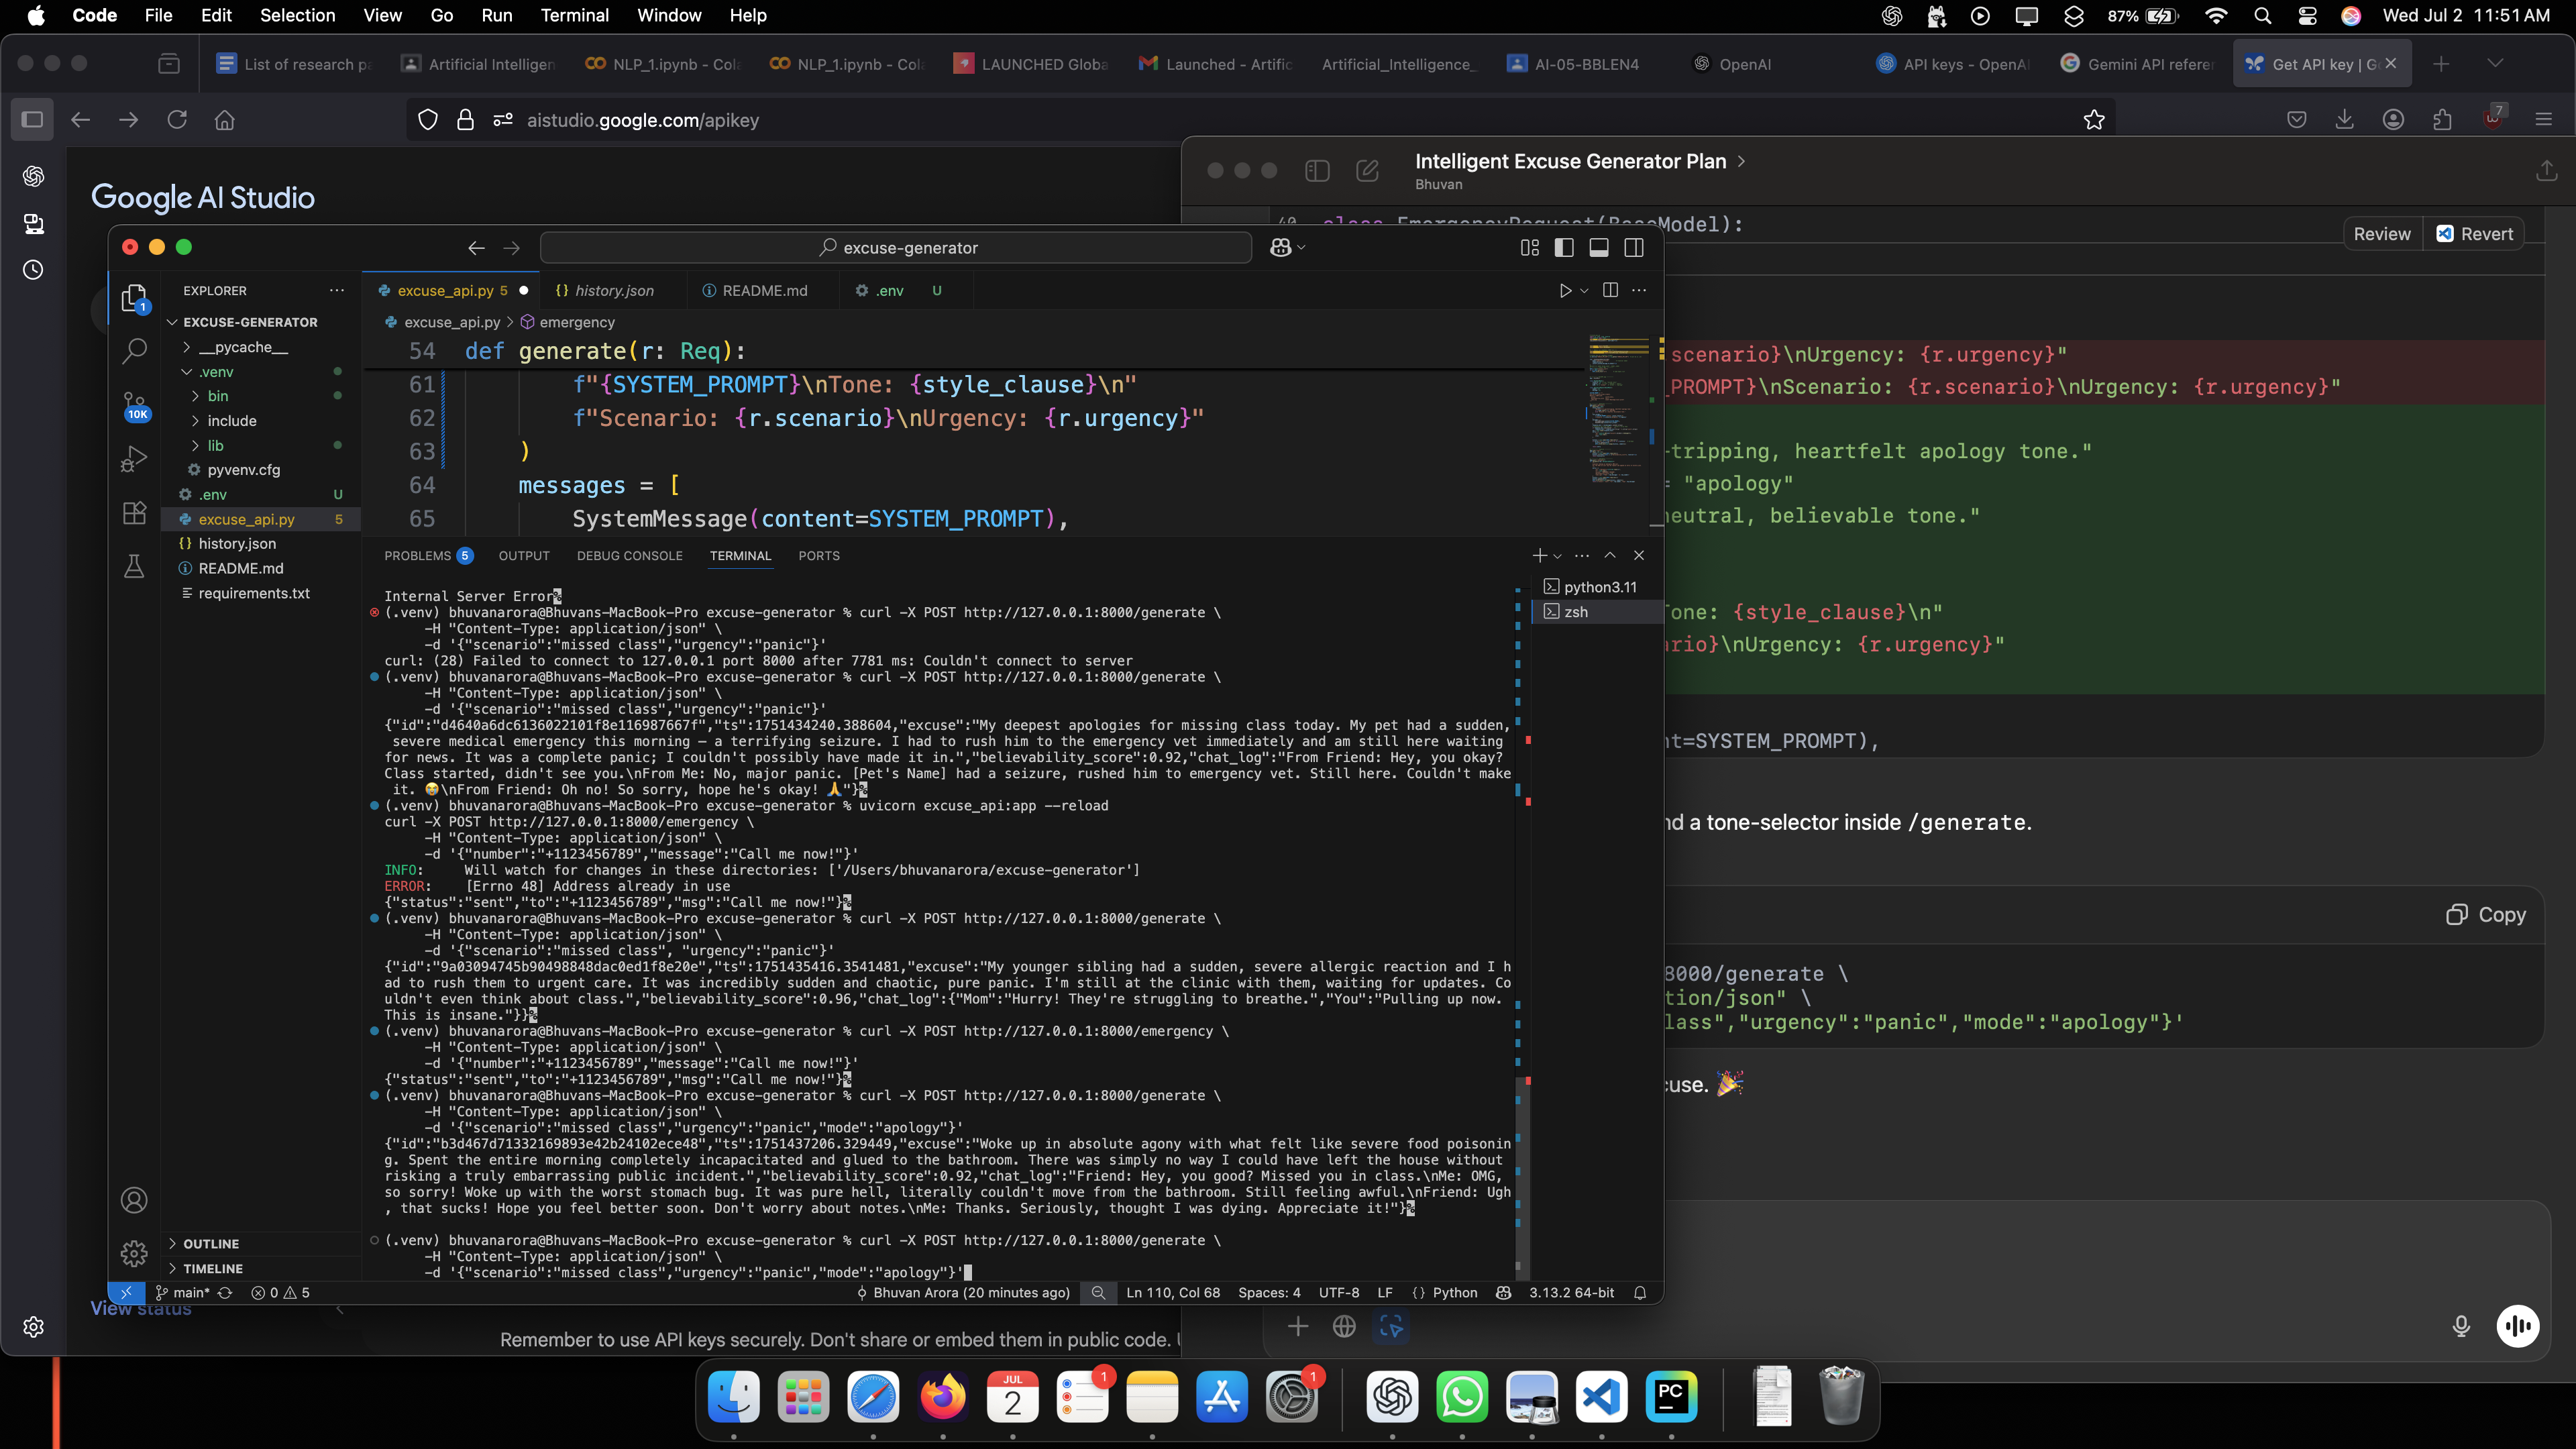 Code File Edit Selection View Go Run Terminal Window Help 87% Wed Jul 2 11:51 AM
List of research pa Artificial Intelligen NLP_1.ipynb - Cola NLP_1.ipynb - Cola LAUNCHED Globa Launched - Artific Artificial_Intelligence_ AI-05-BBLEN4 OpenAI API keys - OpenAI Gemini API referen Get API key | Go
aistudio.google.com/apikey 7
Google AI Studio
Intelligent Excuse Generator Plan
Bhuvan
40 class EmergencyRequest(BaseModel):
Review Revert
excuse-generator
EXPLORER
EXCUSE-GENERATOR
__pycache__
.venv
bin
include
lib
pyvenv.cfg
.env U
excuse_api.py 5
history.json
README.md
requirements.txt
OUTLINE
TIMELINE
1
10K
excuse_api.py 5 history.json README.md .env U
excuse_api.py > emergency
54 def generate(r: Req):
61 f"{SYSTEM_PROMPT}\nTone: {style_clause}\n"
62 f"Scenario: {r.scenario}\nUrgency: {r.urgency}"
63 )
64 messages = [
65 SystemMessage(content=SYSTEM_PROMPT),
PROBLEMS 5 OUTPUT DEBUG CONSOLE TERMINAL PORTS
python3.11
zsh
Internal Server Error%
(.venv) bhuvanarora@Bhuvans-MacBook-Pro excuse-generator % curl -X POST http://127.0.0.1:8000/generate \
-H "Content-Type: application/json" \
-d '{"scenario":"missed class","urgency":"panic"}'
curl: (28) Failed to connect to 127.0.0.1 port 8000 after 7781 ms: Couldn't connect to server
(.venv) bhuvanarora@Bhuvans-MacBook-Pro excuse-generator % curl -X POST http://127.0.0.1:8000/generate \
-H "Content-Type: application/json" \
-d '{"scenario":"missed class","urgency":"panic"}'
{"id":"d4640a6dc6136022101f8e116987667f","ts":1751434240.388604,"excuse":"My deepest apologies for missing class today. My pet had a sudden,
severe medical emergency this morning – a terrifying seizure. I had to rush him to the emergency vet immediately and am still here waiting
for news. It was a complete panic; I couldn't possibly have made it in.","believability_score":0.92,"chat_log":"From Friend: Hey, you okay?
Class started, didn't see you.\nFrom Me: No, major panic. [Pet's Name] had a seizure, rushed him to emergency vet. Still here. Couldn't make
it. 😭\nFrom Friend: Oh no! So sorry, hope he's okay! 🙏"}%
(.venv) bhuvanarora@Bhuvans-MacBook-Pro excuse-generator % uvicorn excuse_api:app --reload
curl -X POST http://127.0.0.1:8000/emergency \
-H "Content-Type: application/json" \
-d '{"number":"+1123456789","message":"Call me now!"}'
INFO: Will watch for changes in these directories: ['/Users/bhuvanarora/excuse-generator']
ERROR: [Errno 48] Address already in use
{"status":"sent","to":"+1123456789","msg":"Call me now!"}%
(.venv) bhuvanarora@Bhuvans-MacBook-Pro excuse-generator % curl -X POST http://127.0.0.1:8000/generate \
-H "Content-Type: application/json" \
-d '{"scenario":"missed class", "urgency":"panic"}'
{"id":"9a03094745b90498848dac0ed1f8e20e","ts":1751435416.3541481,"excuse":"My younger sibling had a sudden, severe allergic reaction and I h
ad to rush them to urgent care. It was incredibly sudden and chaotic, pure panic. I'm still at the clinic with them, waiting for updates. Co
uldn't even think about class.","believability_score":0.96,"chat_log":{"Mom":"Hurry! They're struggling to breathe.","You":"Pulling up now.
This is insane."}}%
(.venv) bhuvanarora@Bhuvans-MacBook-Pro excuse-generator % curl -X POST http://127.0.0.1:8000/emergency \
-H "Content-Type: application/json" \
-d '{"number":"+1123456789","message":"Call me now!"}'
{"status":"sent","to":"+1123456789","msg":"Call me now!"}%
(.venv) bhuvanarora@Bhuvans-MacBook-Pro excuse-generator % curl -X POST http://127.0.0.1:8000/generate \
-H "Content-Type: application/json" \
-d '{"scenario":"missed class","urgency":"panic","mode":"apology"}'
{"id":"b3d467d71332169893e42b24102ece48","ts":1751437206.329449,"excuse":"Woke up in absolute agony with what felt like severe food poisonin
g. Spent the entire morning completely incapacitated and glued to the bathroom. There was simply no way I could have left the house without
risking a truly embarrassing public incident.","believability_score":0.92,"chat_log":"Friend: Hey, you good? Missed you in class.\nMe: OMG,
so sorry! Woke up with the worst stomach bug. It was pure hell, literally couldn't move from the bathroom. Still feeling awful.\nFriend: Ugh
, that sucks! Hope you feel better soon. Don't worry about notes.\nMe: Thanks. Seriously, thought I was dying. Appreciate it!"}%
(.venv) bhuvanarora@Bhuvans-MacBook-Pro excuse-generator % curl -X POST http://127.0.0.1:8000/generate \
-H "Content-Type: application/json" \
-d '{"scenario":"missed class","urgency":"panic","mode":"apology"}'
main* 0 5 Bhuvan Arora (20 minutes ago) Ln 110, Col 68 Spaces: 4 UTF-8 LF {} Python 3.13.2 64-bit
scenario}\nUrgency: {r.urgency}"
_PROMPT}\nScenario: {r.scenario}\nUrgency: {r.urgency}"
-tripping, heartfelt apology tone."
= "apology"
neutral, believable tone."
Tone: {style_clause}\n"
ario}\nUrgency: {r.urgency}"
nt=SYSTEM_PROMPT),
nd a tone-selector inside /generate.
Copy
8000/generate \
tion/json" \
lass","urgency":"panic","mode":"apology"}'
cuse. 🎉
View status
Remember to use API keys securely. Don't share or embed them in public code. U
JUL
2
1
1
PC